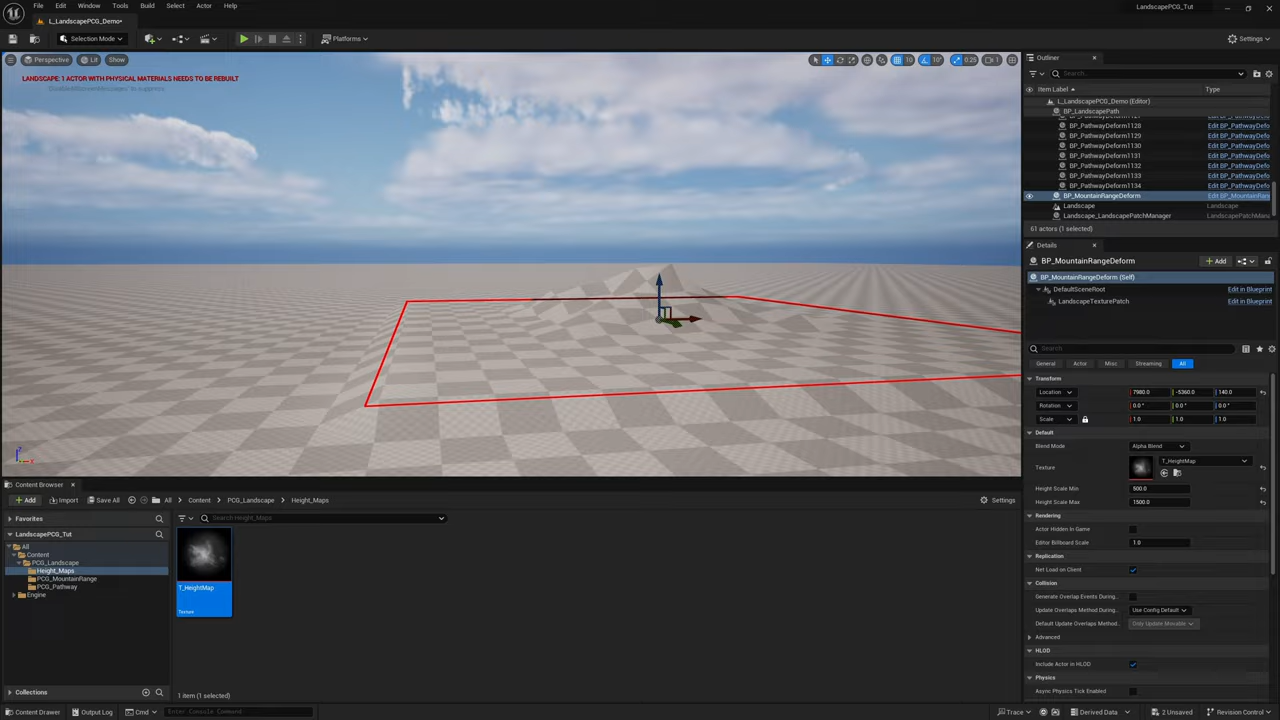 File Edit Window Tools Build Select Actor Help
LandscapePCG_Tut
L_LandscapePCG_Demo*
Selection Mode
Platforms
Settings
Perspective Lit Show
10 10° 0.25 1
LANDSCAPE: 1 ACTOR WITH PHYSICAL MATERIALS NEEDS TO BE REBUILT
Outliner
Search...
Item Label Type
L_LandscapePCG_Demo (Editor)
BP_LandscapePath
BP_PathwayDeform1128 Edit BP_PathwayDefo
BP_PathwayDeform1129 Edit BP_PathwayDefo
BP_PathwayDeform1130 Edit BP_PathwayDefo
BP_PathwayDeform1131 Edit BP_PathwayDefo
BP_PathwayDeform1132 Edit BP_PathwayDefo
BP_PathwayDeform1133 Edit BP_PathwayDefo
BP_PathwayDeform1134 Edit BP_PathwayDefo
BP_MountainRangeDeform Edit BP_MountainRan
Landscape Landscape
Landscape_LandscapePatchManager LandscapePatchMana
61 actors (1 selected)
Details
BP_MountainRangeDeform
Add
BP_MountainRangeDeform (Self)
DefaultSceneRoot Edit in Blueprint
LandscapeTexturePatch Edit in Blueprint
Search
General Actor Misc Streaming All
Transform
Location 7980.0 -5360.0 140.0
Rotation 0.0° 0.0° 0.0°
Scale 1.0 1.0 1.0
Default
Blend Mode Alpha Blend
Texture T_HeightMap
Height Scale Min 500.0
Height Scale Max 1500.0
Rendering
Actor Hidden In Game
Editor Billboard Scale 1.0
Replication
Net Load on Client
Collision
Generate Overlap Events During...
Update Overlaps Method During... Use Config Default
Default Update Overlaps Method... Only Update Movable
Advanced
HLOD
Include Actor in HLOD
Physics
Async Physics Tick Enabled
Content Browser
Add Import Save All All Content PCG_Landscape Height_Maps Settings
Favorites
Search Height_Maps
LandscapePCG_Tut
All
Content
PCG_Landscape
Height_Maps
PCG_MountainRange
PCG_Pathway
Engine
T_HeightMap
Texture
Collections
1 item (1 selected)
Content Drawer Output Log Cmd Enter Console Command Trace Derived Data 2 Unsaved Revision Control